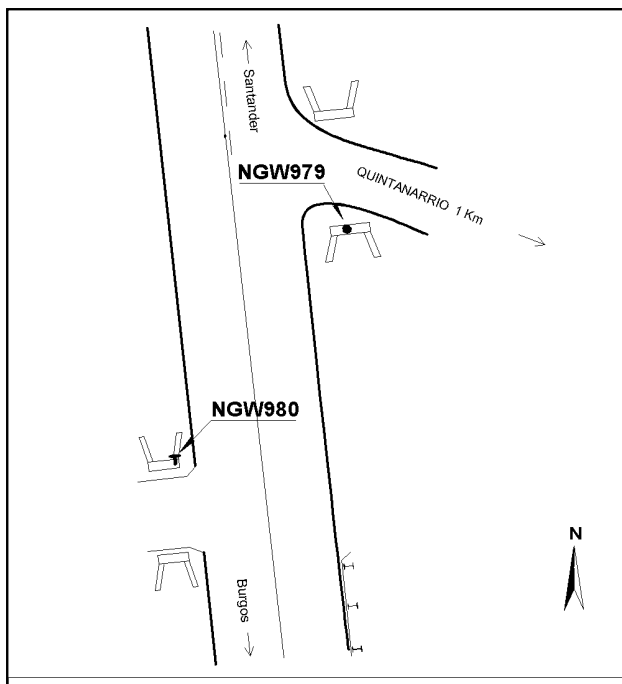 Santander
NGW979
QUINTANARRIO 1 Km
NGW980
N
Burgos